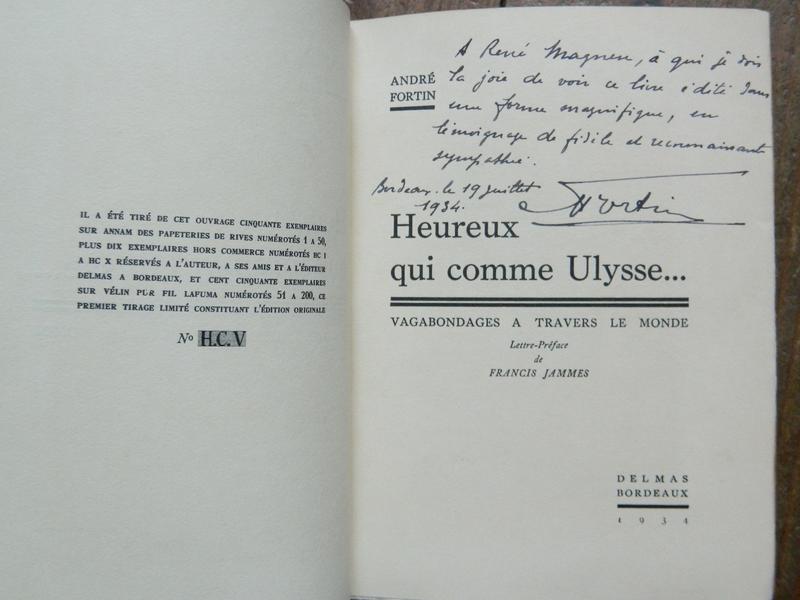 IL A ÉTÉ TIRÉ DE CET OUVRAGE CINQUANTE EXEMPLAIRES
SUR ANNAM DES PAPETERIES DE RIVES NUMÉROTÉS 1 A 50,
PLUS DIX EXEMPLAIRES HORS COMMERCE NUMÉROTÉS HC I
A HC X RÉSERVÉS A L'AUTEUR, A SES AMIS ET A L'ÉDITEUR
DELMAS A BORDEAUX, ET CENT CINQUANTE EXEMPLAIRES
SUR VÉLIN PUR FIL LAFUMA NUMÉROTÉS 51 A 200, CE
PREMIER TIRAGE LIMITÉ CONSTITUANT L'ÉDITION ORIGINALE
No H.C.V
A René Magnen, à qui je dois
la joie de voir ce livre édité dans
une forme magnifique, en
témoignage de fidèle et reconnaissante
sympathie.
Bordeaux. le 19 juillet
1934.
A Fortin
ANDRÉ
FORTIN
Heureux
qui comme Ulysse...
VAGABONDAGES A TRAVERS LE MONDE
Lettre-Préface
de
FRANCIS JAMMES
DELMAS
BORDEAUX
1934